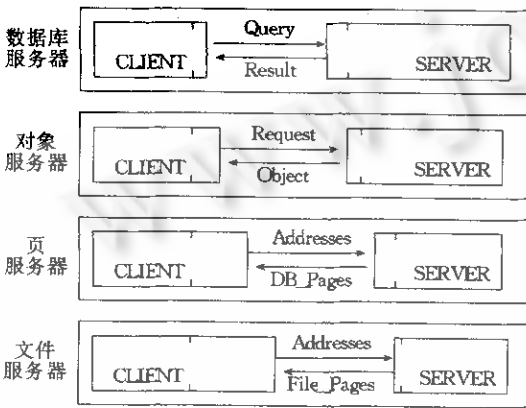 数据库
服务器
CLIENT
Query
Result
SERVER
对象
服务器
CLIENT
Request
Object
SERVER
页
服务器
CLIENT
Addresses
DB_Pages
SERVER
文件
服务器
CLIENT
Addresses
File_Pages
SERVER